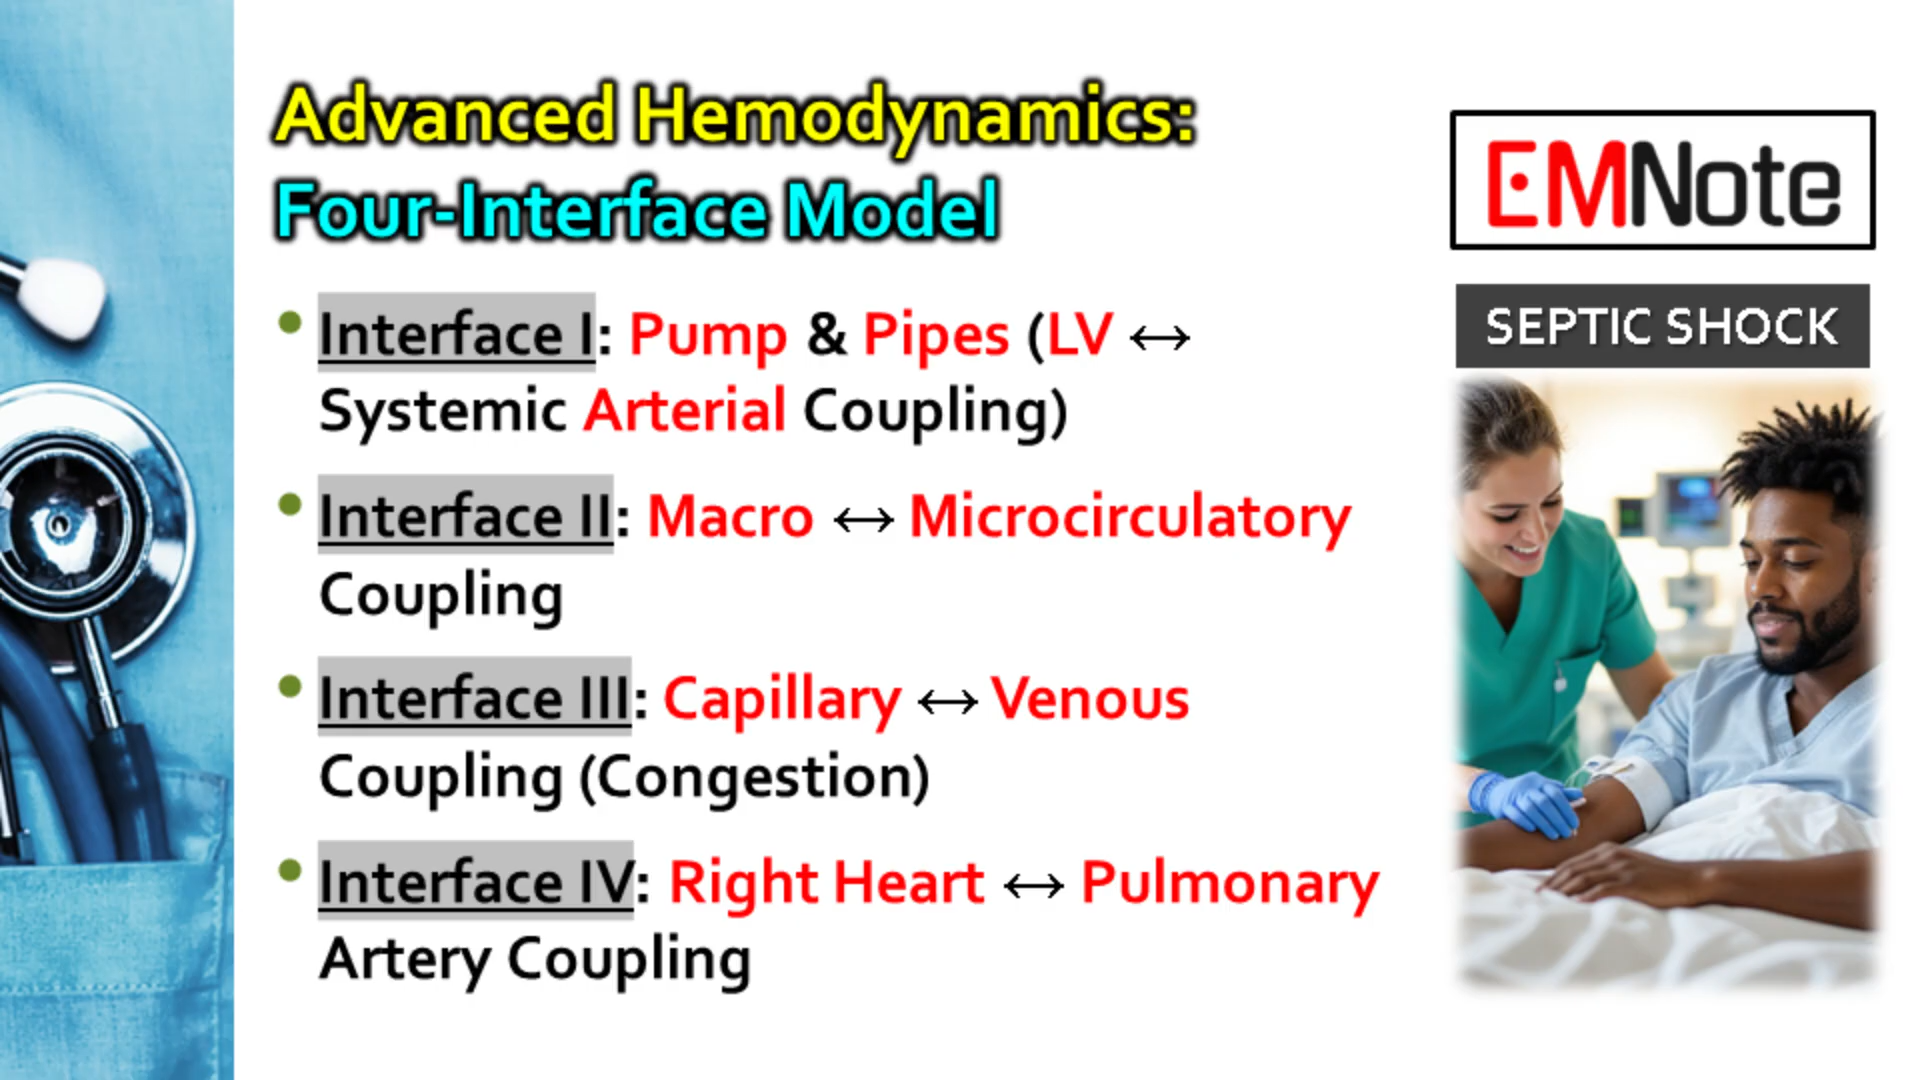 Advanced Hemodynamics:
Four-Interface Model
• Interface I: Pump & Pipes (LV ↔
Systemic Arterial Coupling)
• Interface II: Macro ↔ Microcirculatory
Coupling
• Interface III: Capillary ↔ Venous
Coupling (Congestion)
• Interface IV: Right Heart ↔ Pulmonary
Artery Coupling
EMNote
SEPTIC SHOCK